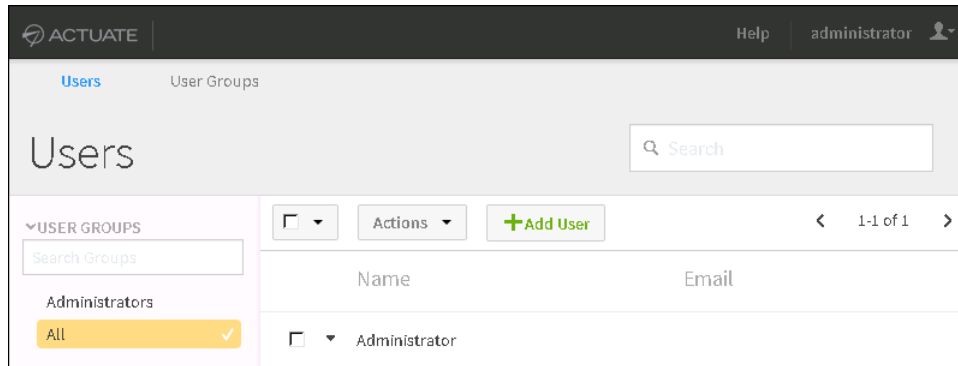 ACTUATE Help administrator
Users User Groups
Users
Search
USER GROUPS
Search Groups
Administrators
All
Actions +Add User 1-1 of 1
Name Email
Administrator